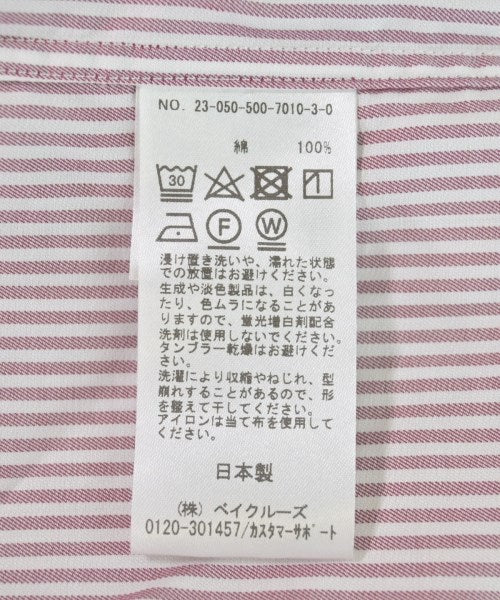 NO. 23-050-500-7010-3-0
綿 100%
30
F W
浸け置き洗いや、濡れた状態
での放置はお避けください。
生成や淡色製品は、白くなっ
たり、色ムラになることがあ
りますので、蛍光増白剤配合
洗剤は使用しないでください。
タンブラー乾燥はお避けくだ
さい。
洗濯により収縮やねじれ、型
崩れすることがあるので、形
を整えて干してください。
アイロンは当て布を使用して
ください。
日本製
(株) ベイクルーズ
0120-301457/カスタマーサポート